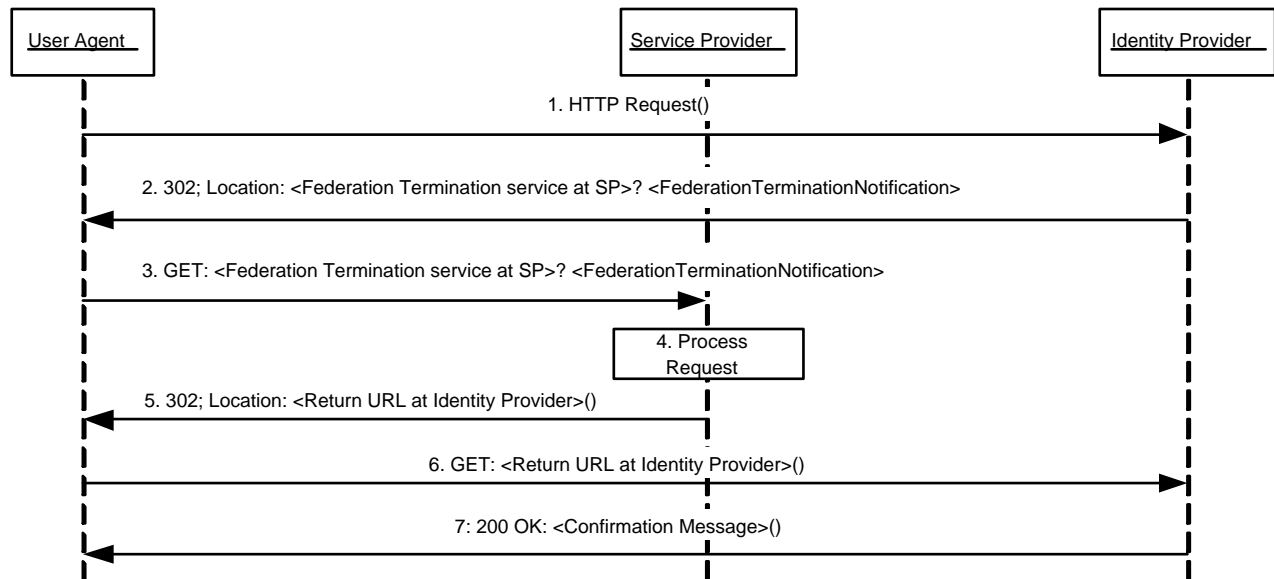 User Agent
Service Provider
Identity Provider
1. HTTP Request()
2. 302; Location: <Federation Termination service at SP>? <FederationTerminationNotification>
3. GET: <Federation Termination service at SP>? <FederationTerminationNotification>
4. Process
Request
5. 302; Location: <Return URL at Identity Provider>()
6. GET: <Return URL at Identity Provider>()
7: 200 OK: <Confirmation Message>()